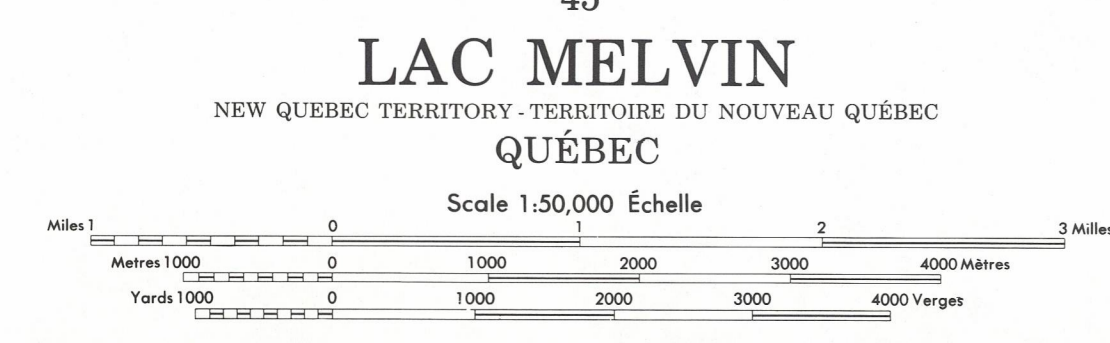 45
LAC MELVIN
NEW QUEBEC TERRITORY - TERRITOIRE DU NOUVEAU QUÉBEC
QUÉBEC
Scale 1:50,000 Échelle
Miles 1 0 1 2 3 Milles
Metres 1000 0 1000 2000 3000 4000 Mètres
Yards 1000 0 1000 2000 3000 4000 Verges